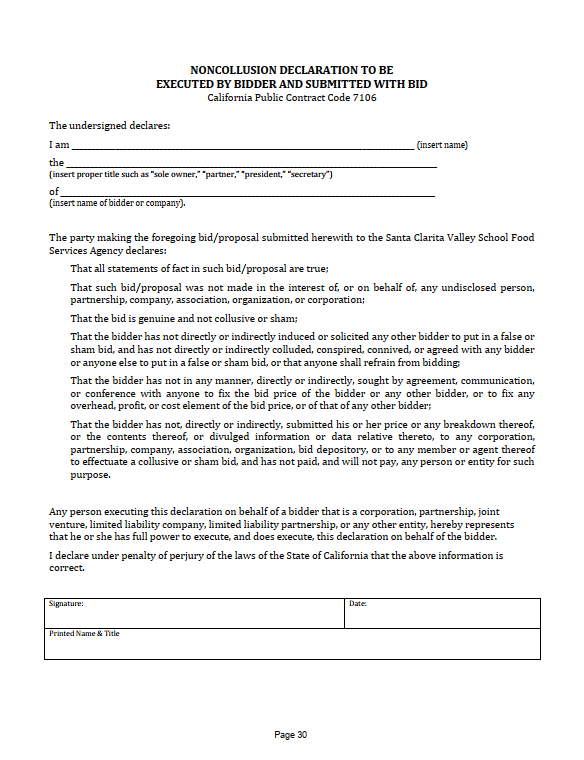 NONCOLLUSION DECLARATION TO BE
EXECUTED BY BIDDER AND SUBMITTED WITH BID
California Public Contract Code 7106
The undersigned declares:
I am ______________________________ (insert name)
the ______________________________
(insert proper title such as “sole owner,” “partner,” “president,” “secretary”)
of ______________________________
(insert name of bidder or company).
The party making the foregoing bid/proposal submitted herewith to the Santa Clarita Valley School Food
Services Agency declares:
That all statements of fact in such bid/proposal are true;
That such bid/proposal was not made in the interest of, or on behalf of, any undisclosed person,
partnership, company, association, organization, or corporation;
That the bid is genuine and not collusive or sham;
That the bidder has not directly or indirectly induced or solicited any other bidder to put in a false or
sham bid, and has not directly or indirectly colluded, conspired, connived, or agreed with any bidder
or anyone else to put in a false or sham bid, or that anyone shall refrain from bidding;
That the bidder has not in any manner, directly or indirectly, sought by agreement, communication,
or conference with anyone to fix the bid price of the bidder or any other bidder, or to fix any
overhead, profit, or cost element of the bid price, or of that of any other bidder;
That the bidder has not, directly or indirectly, submitted his or her price or any breakdown thereof,
or the contents thereof, or divulged information or data relative thereto, to any corporation,
partnership, company, association, organization, bid depository, or to any member or agent thereof
to effectuate a collusive or sham bid, and has not paid, and will not pay, any person or entity for such
purpose.
Any person executing this declaration on behalf of a bidder that is a corporation, partnership, joint
venture, limited liability company, limited liability partnership, or any other entity, hereby represents
that he or she has full power to execute, and does execute, this declaration on behalf of the bidder.
I declare under penalty of perjury of the laws of the State of California that the above information is
correct.
Signature: Date:
Printed Name & Title
Page 30